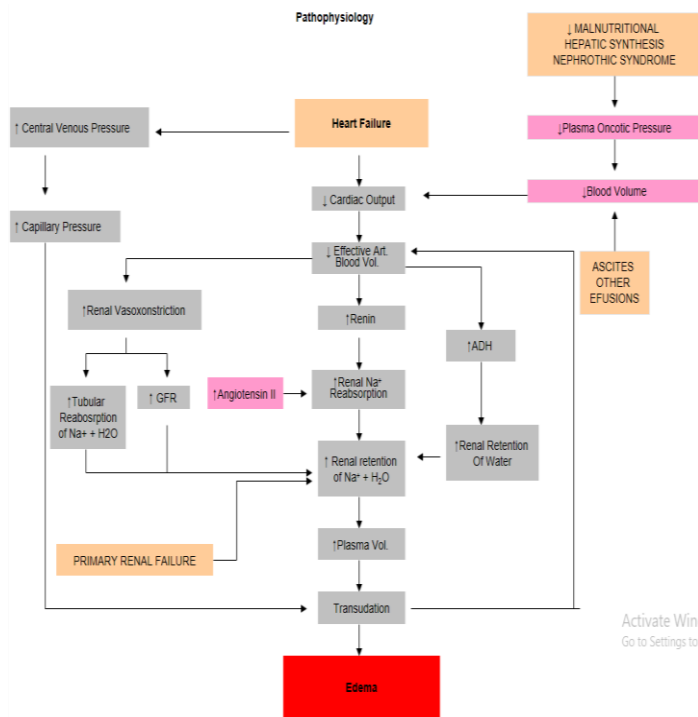 Pathophysiology
↓ MALNUTRITIONAL
HEPATIC SYNTHESIS
NEPHROTHIC SYNDROME
↑ Central Venous Pressure
Heart Failure
↓Plasma Oncotic Pressure
↓ Cardiac Output
↓Blood Volume
↑ Capillary Pressure
↓ Effective Art.
Blood Vol.
ASCITES
OTHER
EFUSIONS
↑Renal Vasoxonstriction
↑Renin
↑ADH
↑Tubular
Reabosrption
of Na+ + H2O
↑ GFR
↑Angiotensin II
↑Renal Na⁺
Reabsorption
↑Renal Retention
Of Water
↑ Renal retention
of Na⁺ + H₂O
↑Plasma Vol.
PRIMARY RENAL FAILURE
Transudation
Edema
Activate Win
Go to Settings to